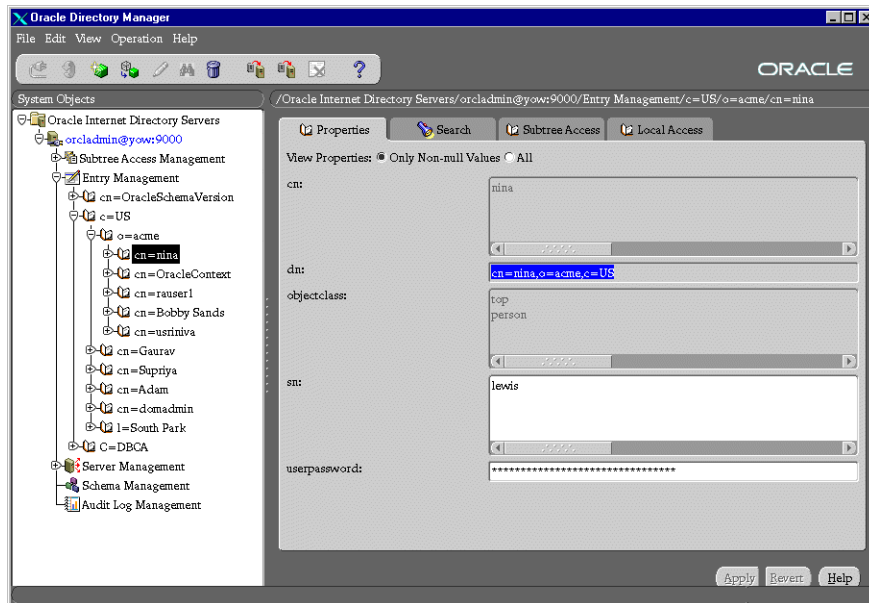 Oracle Directory Manager
File Edit View Operation Help
ORACLE
System Objects
/Oracle Internet Directory Servers/orcladmin@yow:9000/Entry Management/c=US/o=acme/cn=nina
Oracle Internet Directory Servers
orcladmin@yow:9000
Subtree Access Management
Entry Management
cn=OracleSchemaVersion
c=US
o=acme
cn=nina
cn=OracleContext
cn=rauser1
cn=Bobby Sands
cn=usriniva
cn=Gaurav
cn=Supriya
cn=Adam
cn=domadmin
l=South Park
C=DBCA
Server Management
Schema Management
Audit Log Management
Properties Search Subtree Access Local Access
View Properties: Only Non-null Values All
cn: nina
dn: cn=nina,o=acme,c=US
objectclass: top
person
sn: lewis
userpassword: ********************************
Apply Revert Help